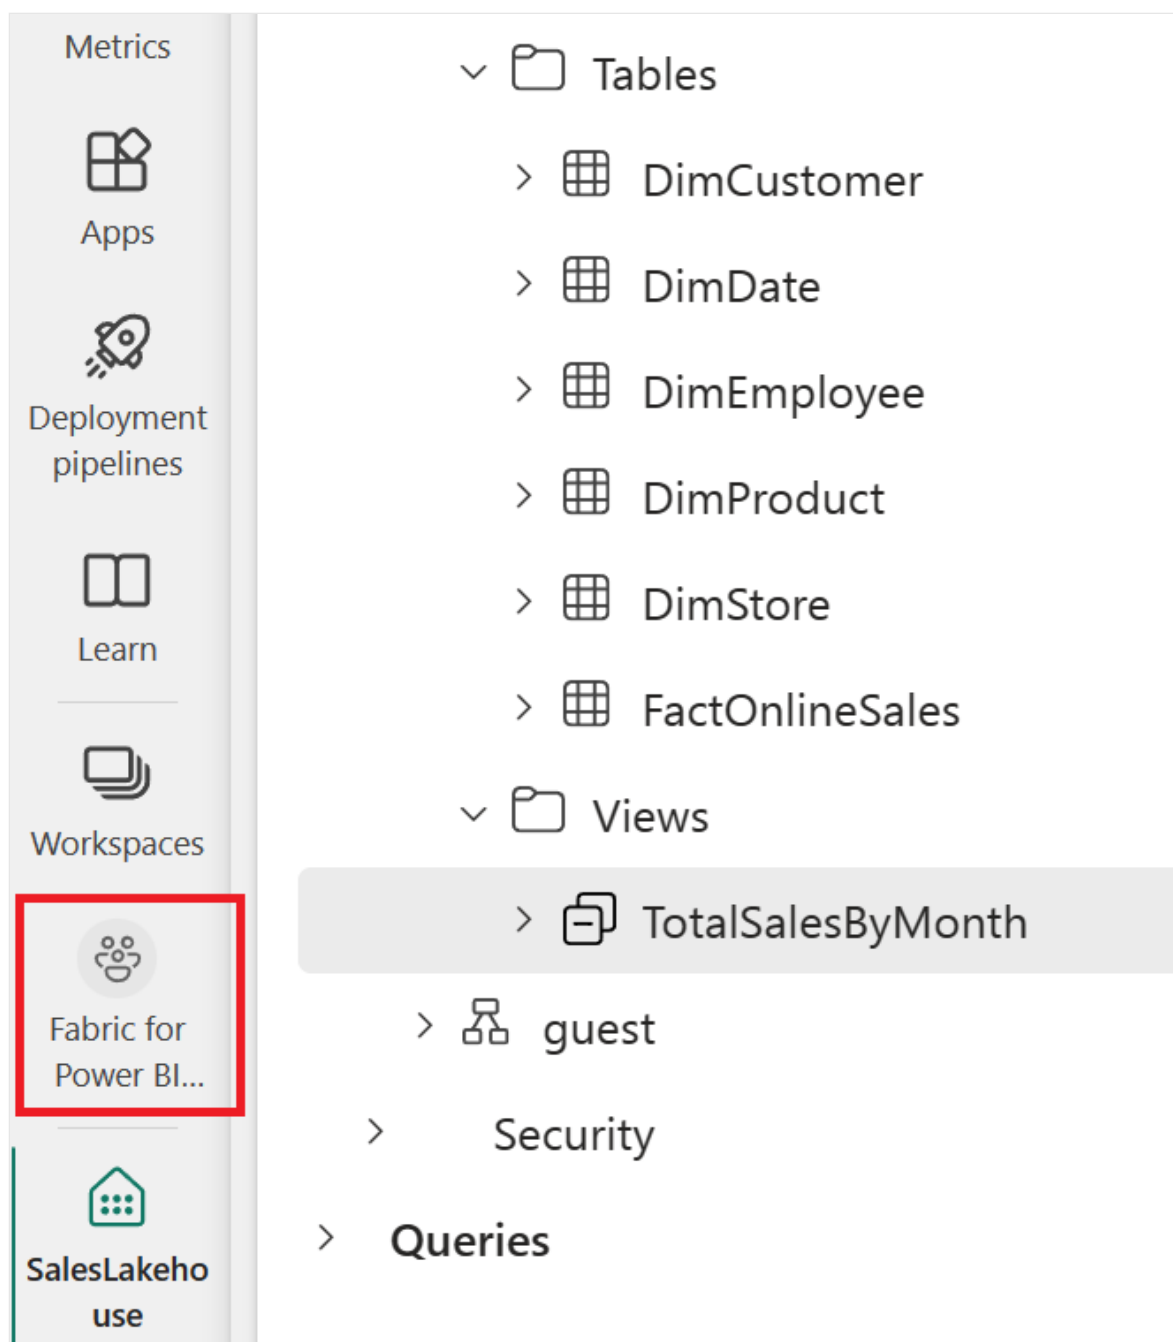 Metrics
Apps
Deployment
pipelines
Learn
Workspaces
Fabric for
Power BI...
SalesLakeho
use
Tables
DimCustomer
DimDate
DimEmployee
DimProduct
DimStore
FactOnlineSales
Views
TotalSalesByMonth
guest
Security
Queries